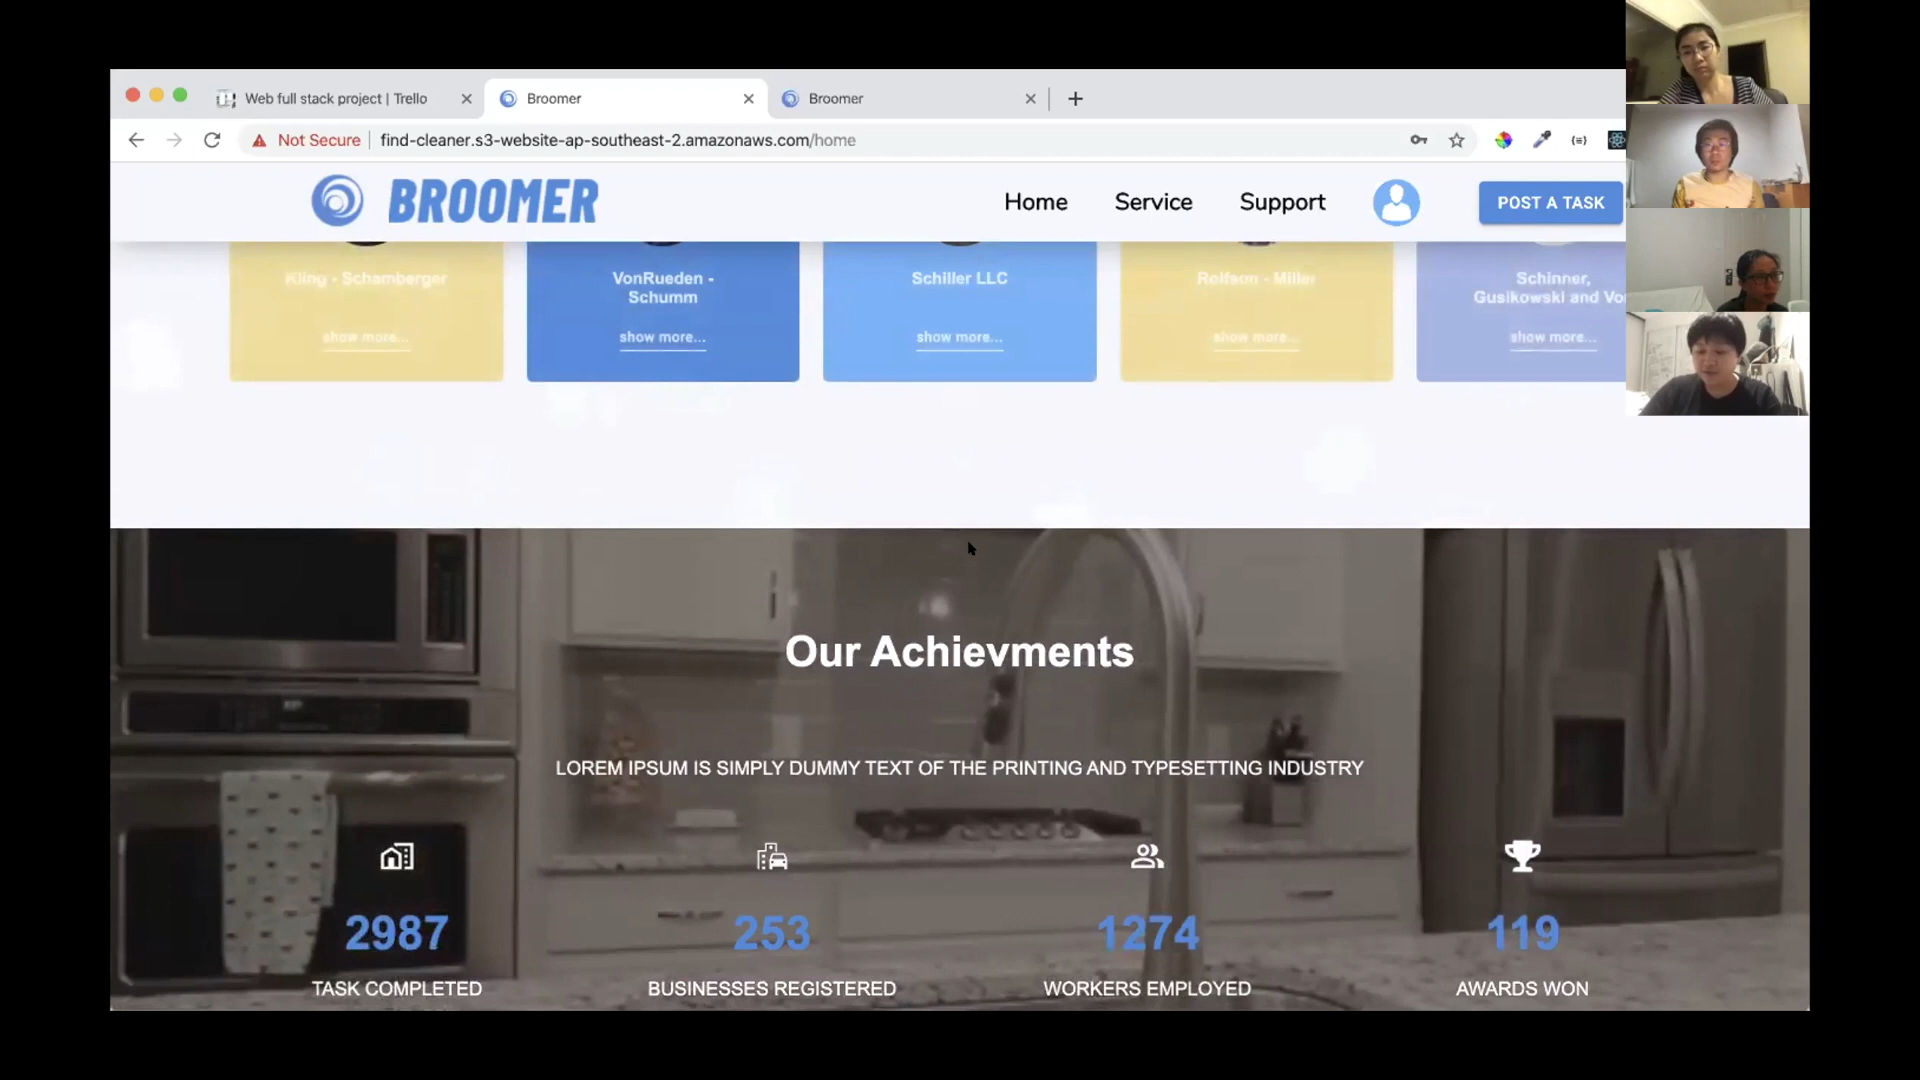 Web full stack project | Trello
Broomer
Broomer
Not Secure
find-cleaner.s3-website-ap-southeast-2.amazonaws.com/home
BROOMER
Home
Service
Support
POST A TASK
Kling - Schamberger
VonRueden -
Schumm
Schiller LLC
Rolfson - Miller
Schinner,
Gusikowski and Vo
show more...
show more...
show more...
show more...
show more...
Our Achievments
LOREM IPSUM IS SIMPLY DUMMY TEXT OF THE PRINTING AND TYPESETTING INDUSTRY
2987
253
1274
119
TASK COMPLETED
BUSINESSES REGISTERED
WORKERS EMPLOYED
AWARDS WON